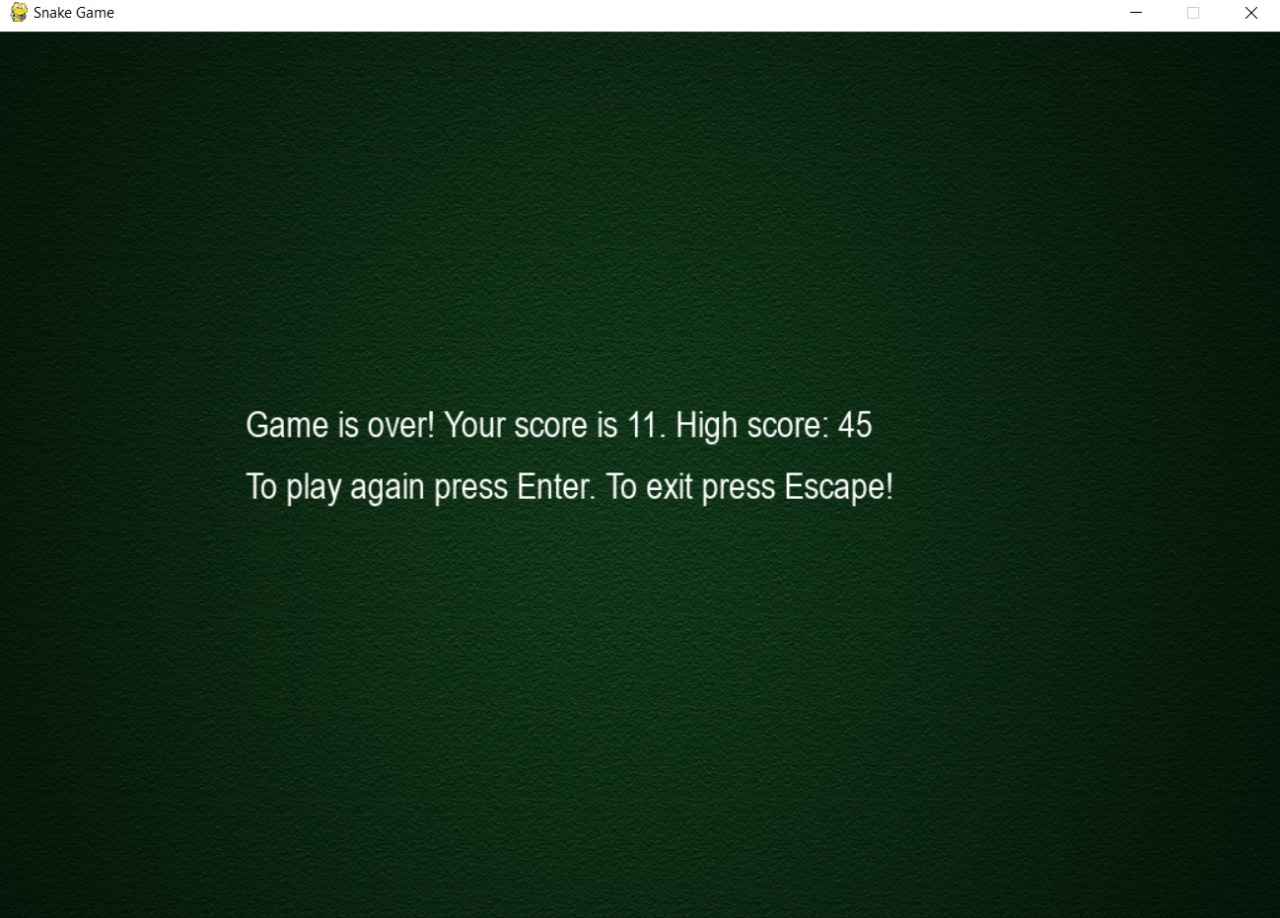 Snake Game
Game is over! Your score is 11. High score: 45
To play again press Enter. To exit press Escape!